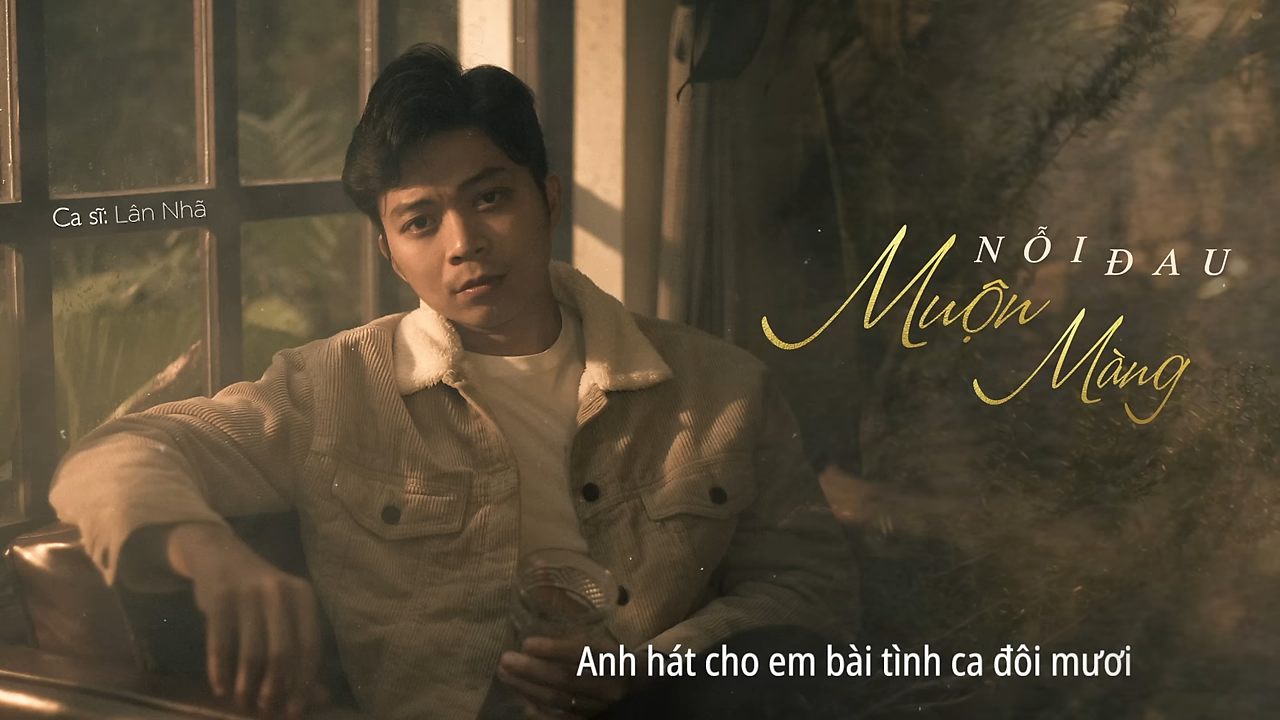 Ca sĩ: Lân Nhã
NỖI ĐAU
Muộn
Màng
Anh hát cho em bài tình ca đôi mươi